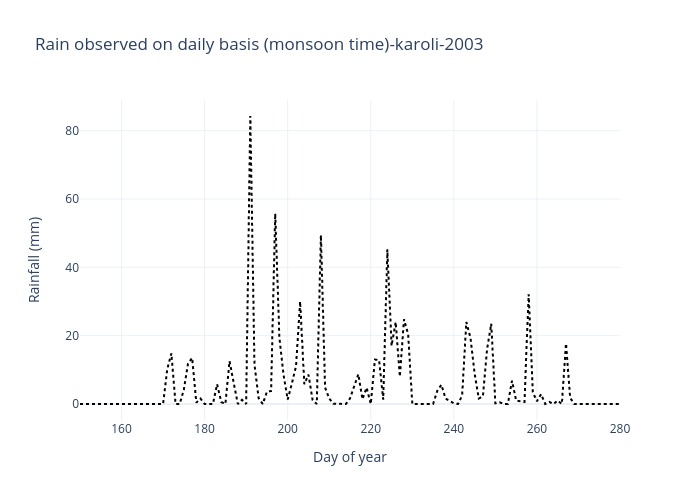 Rain observed on daily basis (monsoon time)-karoli-2003
80
60
40
20
0
Rainfall (mm)
160 180 200 220 240 260 280
Day of year